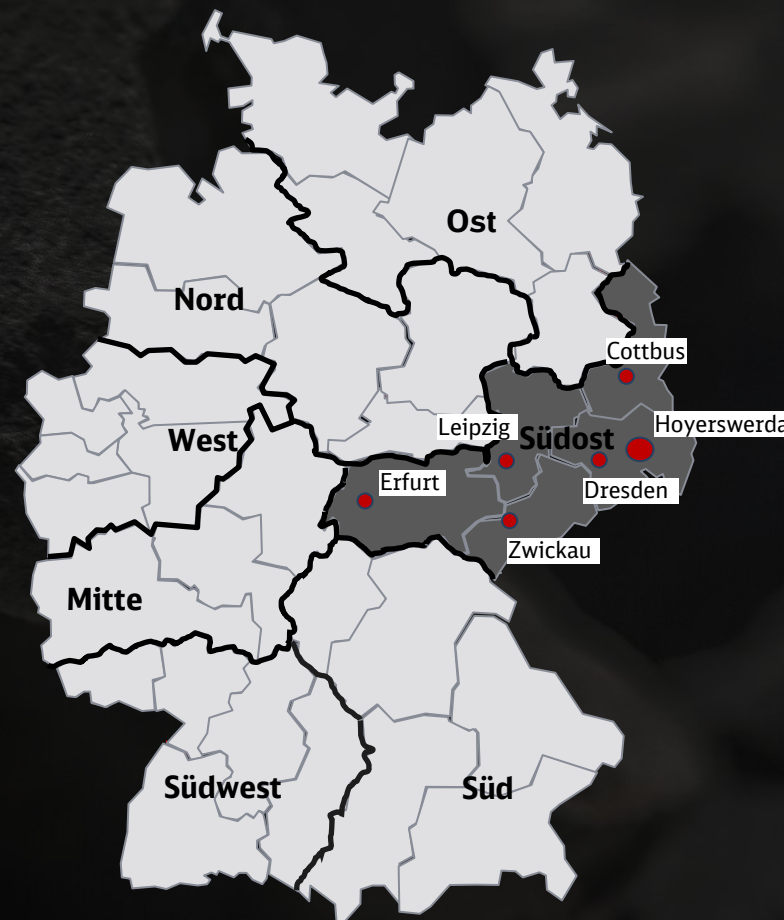 Ost
Nord
Cottbus
West
Leipzig
Südost
Hoyerswerda
Erfurt
Dresden
Zwickau
Mitte
Südwest
Süd